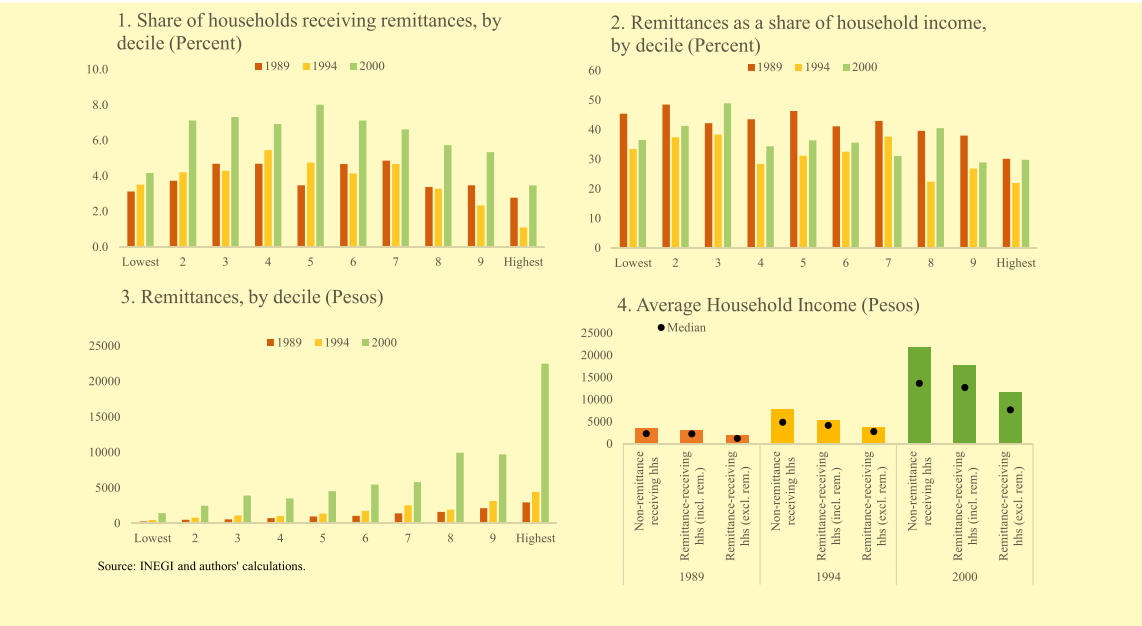 1. Share of households receiving remittances, by
decile (Percent)
1989 1994 2000
10.0
8.0
6.0
4.0
2.0
0.0
Lowest 2 3 4 5 6 7 8 9 Highest
2. Remittances as a share of household income,
by decile (Percent)
1989 1994 2000
60
50
40
30
20
10
0
Lowest 2 3 4 5 6 7 8 9 Highest
3. Remittances, by decile (Pesos)
1989 1994 2000
25000
20000
15000
10000
5000
0
Lowest 2 3 4 5 6 7 8 9 Highest
4. Average Household Income (Pesos)
Median
25000
20000
15000
10000
5000
0
Non-remittance
receiving hhs
Remittance-receiving
hhs (incl. rem.)
Remittance-receiving
hhs (excl. rem.)
Non-remittance
receiving hhs
Remittance-receiving
hhs (incl. rem.)
Remittance-receiving
hhs (excl. rem.)
Non-remittance
receiving hhs
Remittance-receiving
hhs (incl. rem.)
Remittance-receiving
hhs (excl. rem.)
1989 1994 2000
Source: INEGI and authors' calculations.